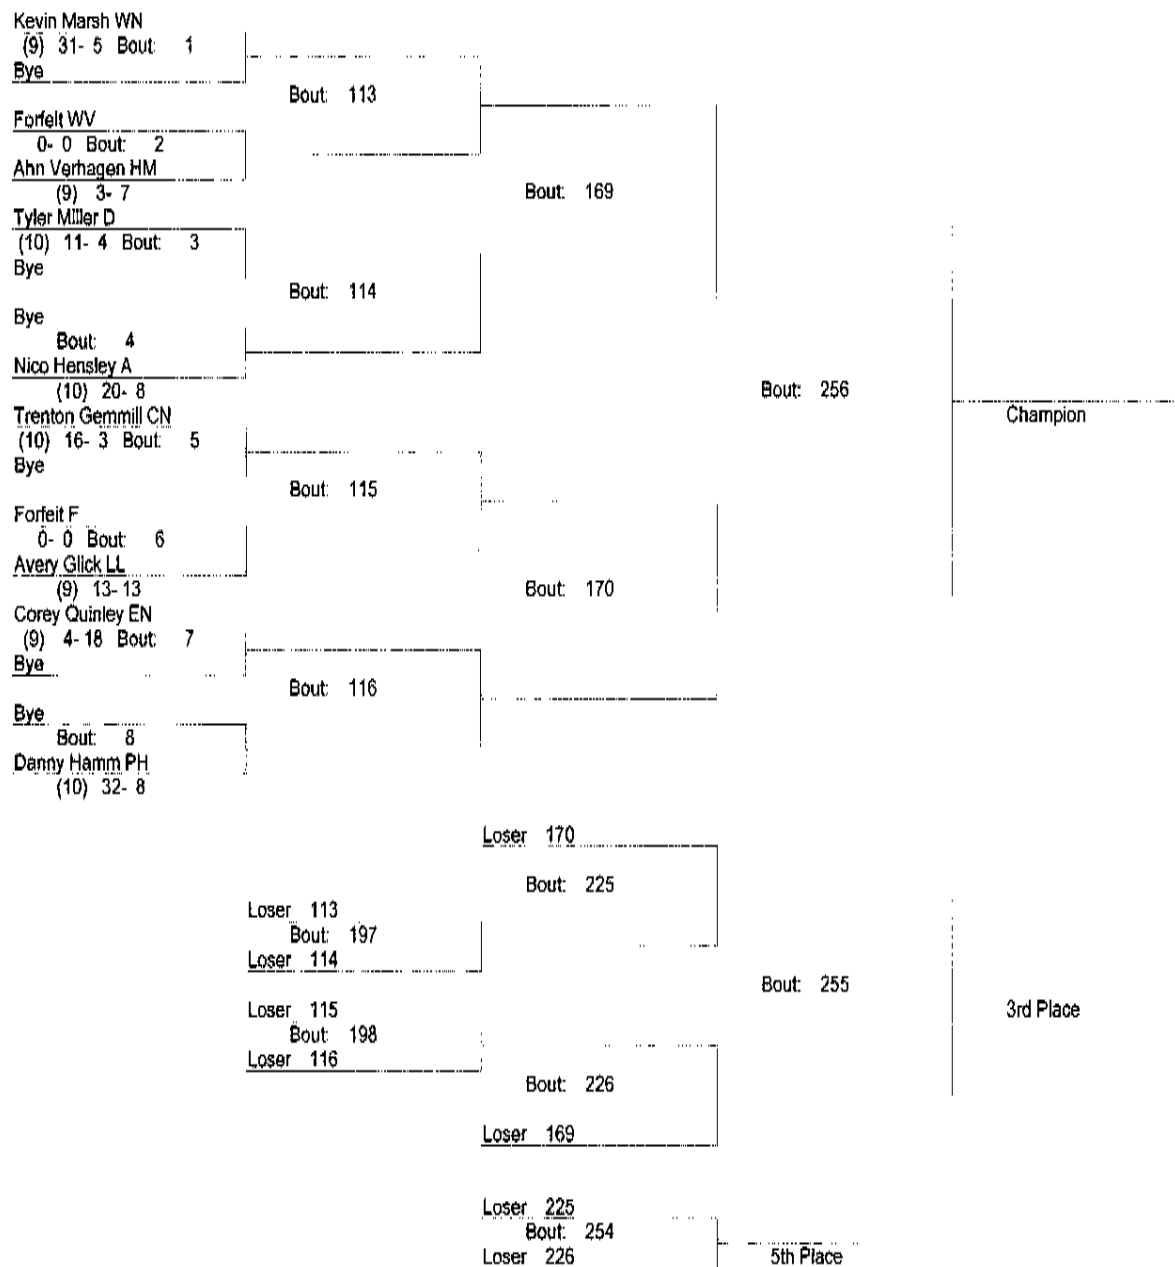 Kevin Marsh WN
(9) 31- 5 Bout: 1
Bye
Bout: 113
Forfeit WV
0- 0 Bout: 2
Ahn Verhagen HM
(9) 3- 7
Bout: 169
Tyler Miller D
(10) 11- 4 Bout: 3
Bye
Bout: 114
Bye
Bout: 4
Nico Hensley A
(10) 20- 8
Bout: 256
Champion
Trenton Gemmill CN
(10) 16- 3 Bout: 5
Bye
Bout: 115
Forfeit F
0- 0 Bout: 6
Avery Glick LL
(9) 13- 13
Bout: 170
Corey Quinley EN
(9) 4- 18 Bout: 7
Bye
Bout: 116
Bye
Bout: 8
Danny Hamm PH
(10) 32- 8
Loser 170
Bout: 225
Loser 113
Bout: 197
Loser 114
Bout: 255
Loser 115
3rd Place
Bout: 198
Loser 116
Bout: 226
Loser 169
Loser 225
Bout: 254
Loser 226
5th Place